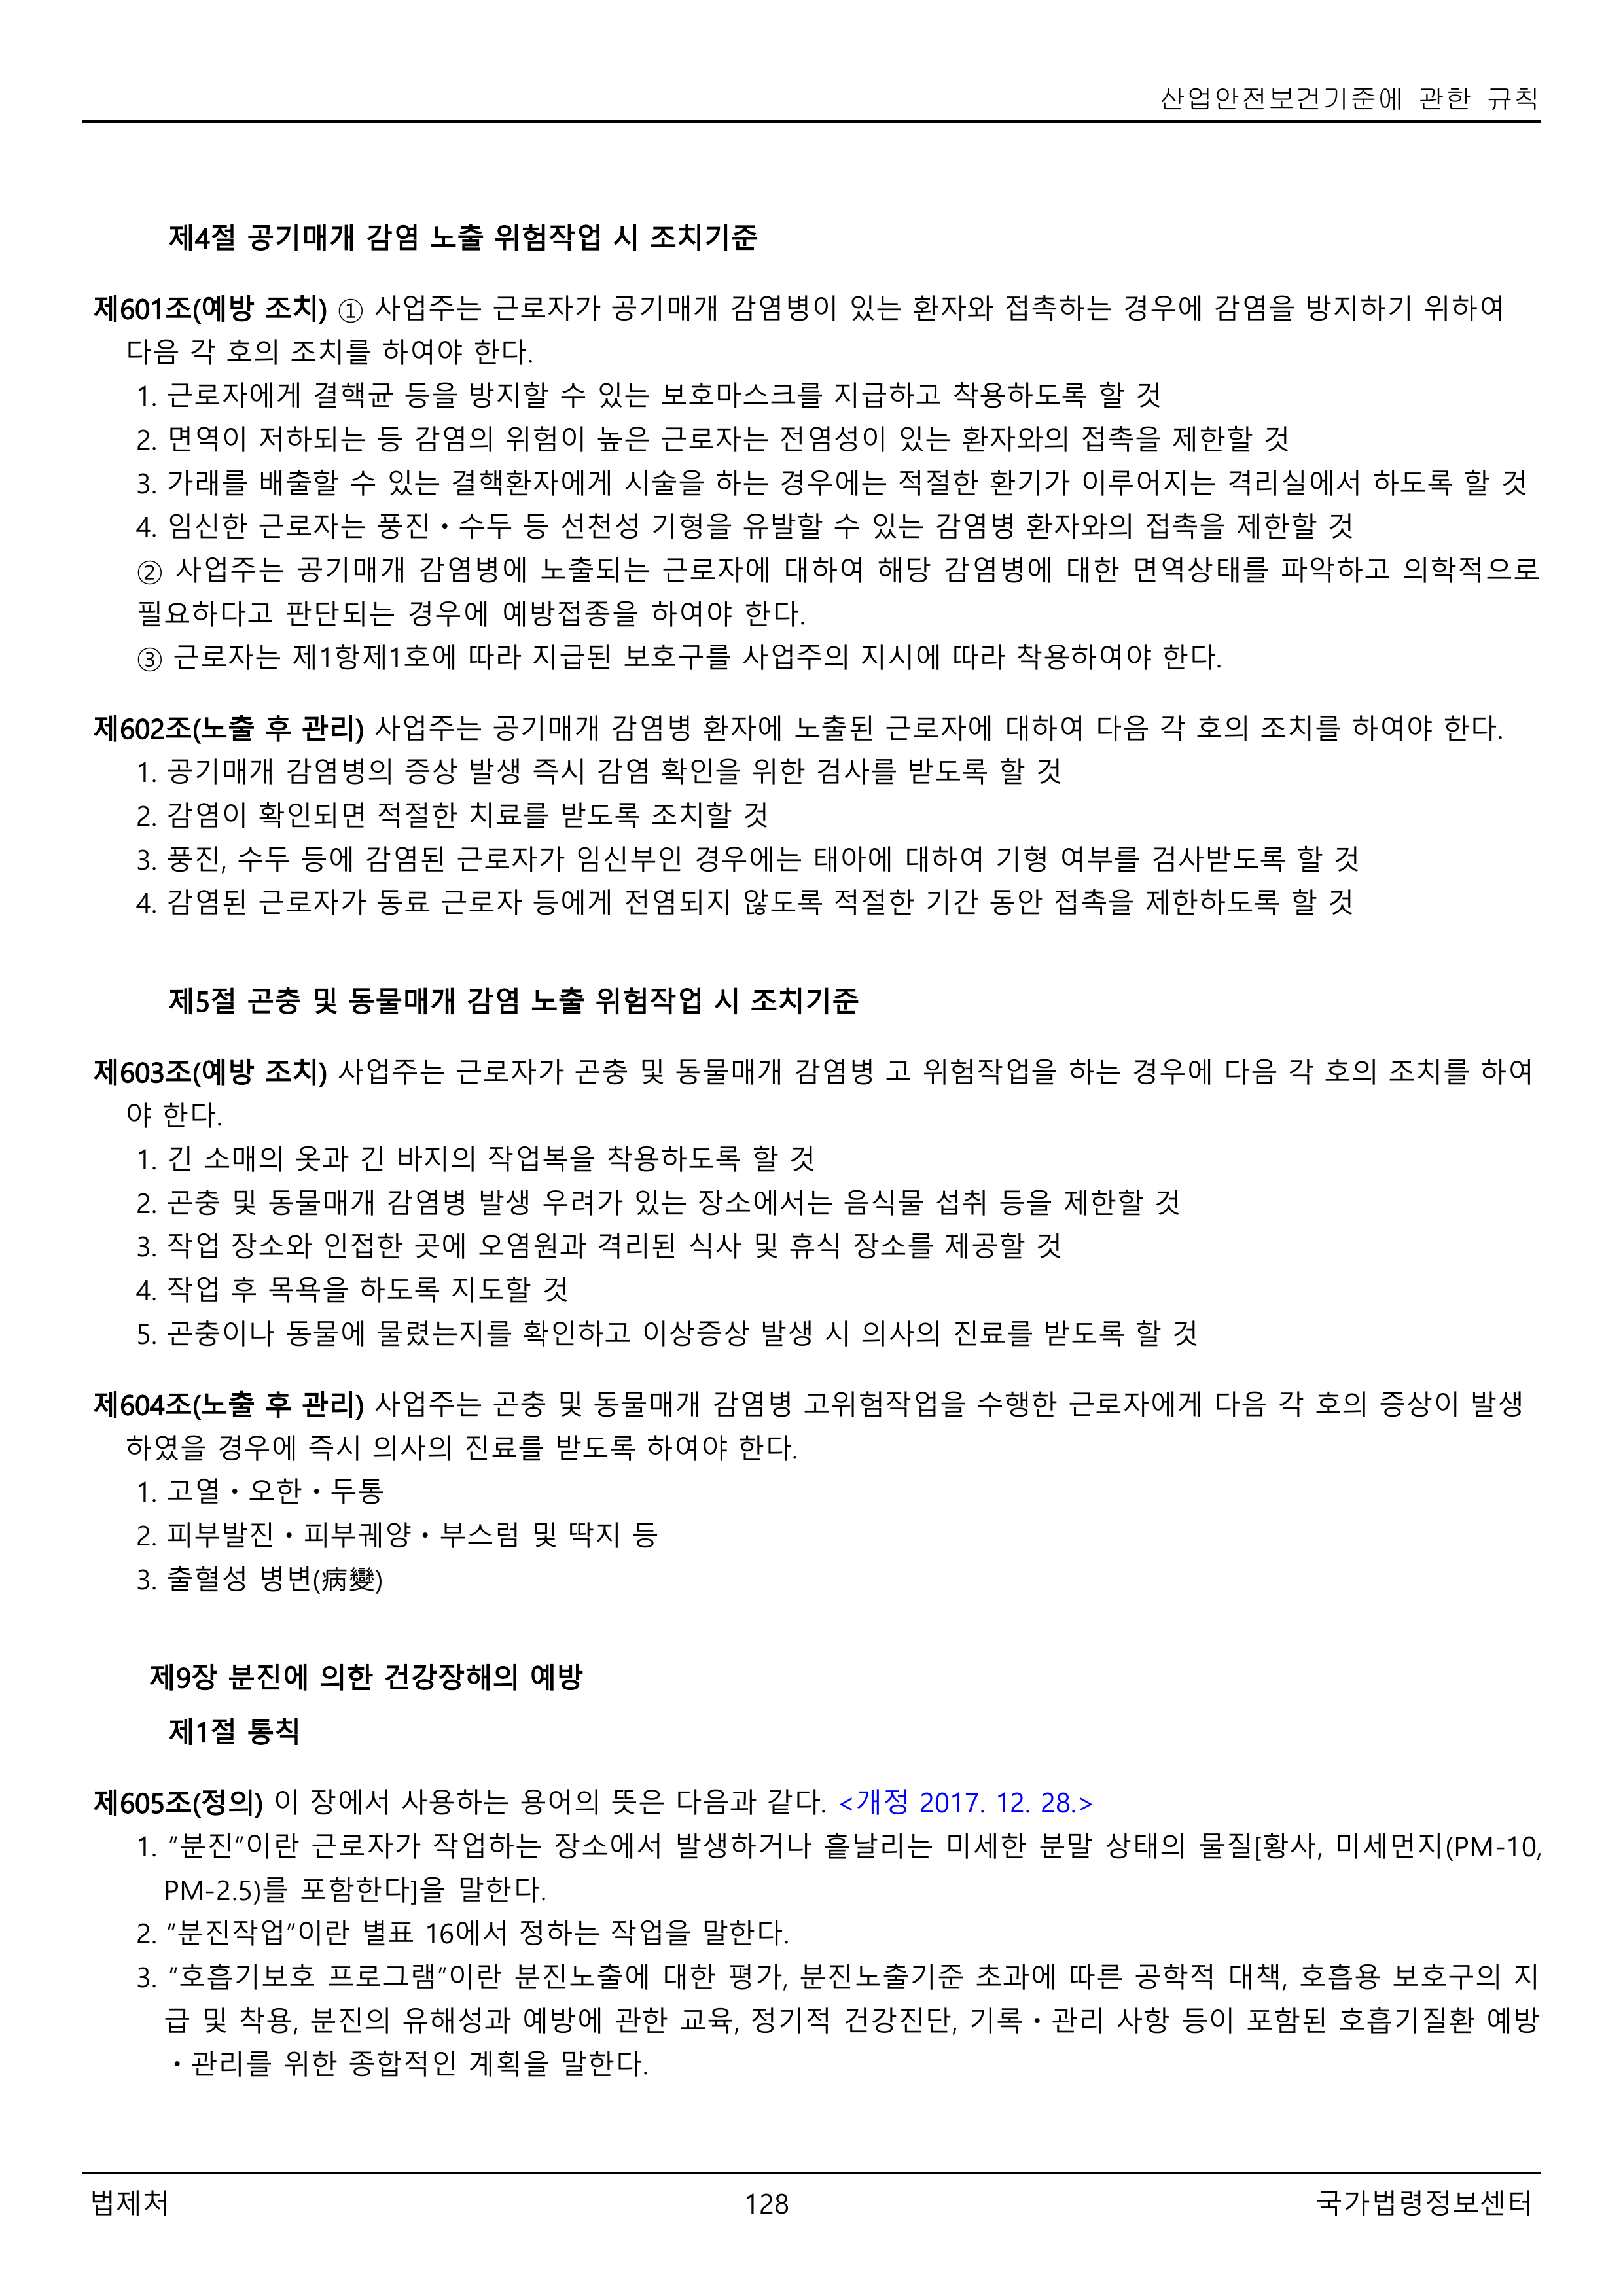 산업안전보건기준에 관한 규칙
제4절 공기매개 감염 노출 위험작업 시 조치기준
제601조(예방 조치) ① 사업주는 근로자가 공기매개 감염병이 있는 환자와 접촉하는 경우에 감염을 방지하기 위하여
다음 각 호의 조치를 하여야 한다.
1. 근로자에게 결핵균 등을 방지할 수 있는 보호마스크를 지급하고 착용하도록 할 것
2. 면역이 저하되는 등 감염의 위험이 높은 근로자는 전염성이 있는 환자와의 접촉을 제한할 것
3. 가래를 배출할 수 있는 결핵환자에게 시술을 하는 경우에는 적절한 환기가 이루어지는 격리실에서 하도록 할 것
4. 임신한 근로자는 풍진ㆍ수두 등 선천성 기형을 유발할 수 있는 감염병 환자와의 접촉을 제한할 것
② 사업주는 공기매개 감염병에 노출되는 근로자에 대하여 해당 감염병에 대한 면역상태를 파악하고 의학적으로
필요하다고 판단되는 경우에 예방접종을 하여야 한다.
③ 근로자는 제1항제1호에 따라 지급된 보호구를 사업주의 지시에 따라 착용하여야 한다.
제602조(노출 후 관리) 사업주는 공기매개 감염병 환자에 노출된 근로자에 대하여 다음 각 호의 조치를 하여야 한다.
1. 공기매개 감염병의 증상 발생 즉시 감염 확인을 위한 검사를 받도록 할 것
2. 감염이 확인되면 적절한 치료를 받도록 조치할 것
3. 풍진, 수두 등에 감염된 근로자가 임신부인 경우에는 태아에 대하여 기형 여부를 검사받도록 할 것
4. 감염된 근로자가 동료 근로자 등에게 전염되지 않도록 적절한 기간 동안 접촉을 제한하도록 할 것
제5절 곤충 및 동물매개 감염 노출 위험작업 시 조치기준
제603조(예방 조치) 사업주는 근로자가 곤충 및 동물매개 감염병 고 위험작업을 하는 경우에 다음 각 호의 조치를 하여
야 한다.
1. 긴 소매의 옷과 긴 바지의 작업복을 착용하도록 할 것
2. 곤충 및 동물매개 감염병 발생 우려가 있는 장소에서는 음식물 섭취 등을 제한할 것
3. 작업 장소와 인접한 곳에 오염원과 격리된 식사 및 휴식 장소를 제공할 것
4. 작업 후 목욕을 하도록 지도할 것
5. 곤충이나 동물에 물렸는지를 확인하고 이상증상 발생 시 의사의 진료를 받도록 할 것
제604조(노출 후 관리) 사업주는 곤충 및 동물매개 감염병 고위험작업을 수행한 근로자에게 다음 각 호의 증상이 발생
하였을 경우에 즉시 의사의 진료를 받도록 하여야 한다.
1. 고열ㆍ오한ㆍ두통
2. 피부발진ㆍ피부궤양ㆍ부스럼 및 딱지 등
3. 출혈성 병변(病變)
제9장 분진에 의한 건강장해의 예방
제1절 통칙
제605조(정의) 이 장에서 사용하는 용어의 뜻은 다음과 같다. <개정 2017. 12. 28.>
1. “분진”이란 근로자가 작업하는 장소에서 발생하거나 흩날리는 미세한 분말 상태의 물질[황사, 미세먼지(PM-10,
PM-2.5)를 포함한다]을 말한다.
2. “분진작업”이란 별표 16에서 정하는 작업을 말한다.
3. “호흡기보호 프로그램”이란 분진노출에 대한 평가, 분진노출기준 초과에 따른 공학적 대책, 호흡용 보호구의 지
급 및 착용, 분진의 유해성과 예방에 관한 교육, 정기적 건강진단, 기록ㆍ관리 사항 등이 포함된 호흡기질환 예방
ㆍ관리를 위한 종합적인 계획을 말한다.
법제처
128
국가법령정보센터